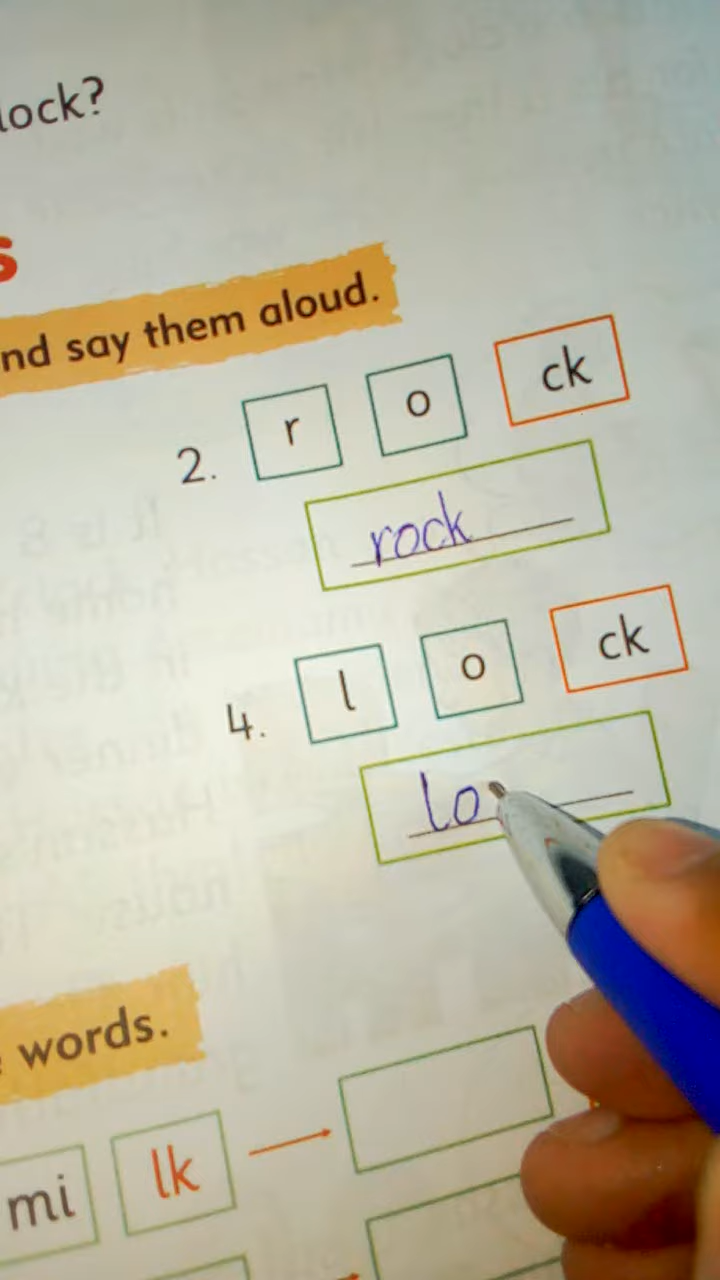 lock?
s
nd say them aloud.
2. r o ck
rock
4. l o ck
lo
words.
mi lk